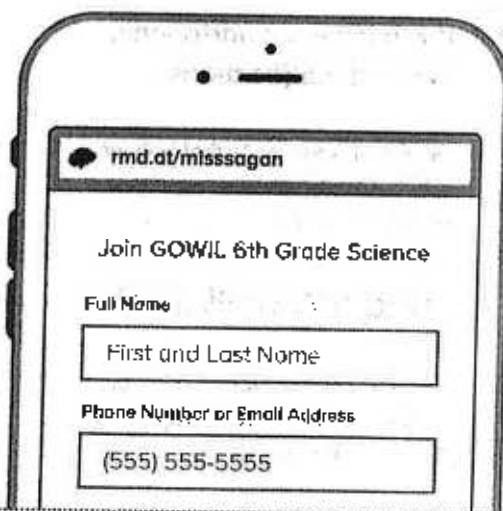 rmd.at/misssagan
Join GOWIL 6th Grade Science
Full Name
First and Last Name
Phone Number or Email Address
(555) 555-5555